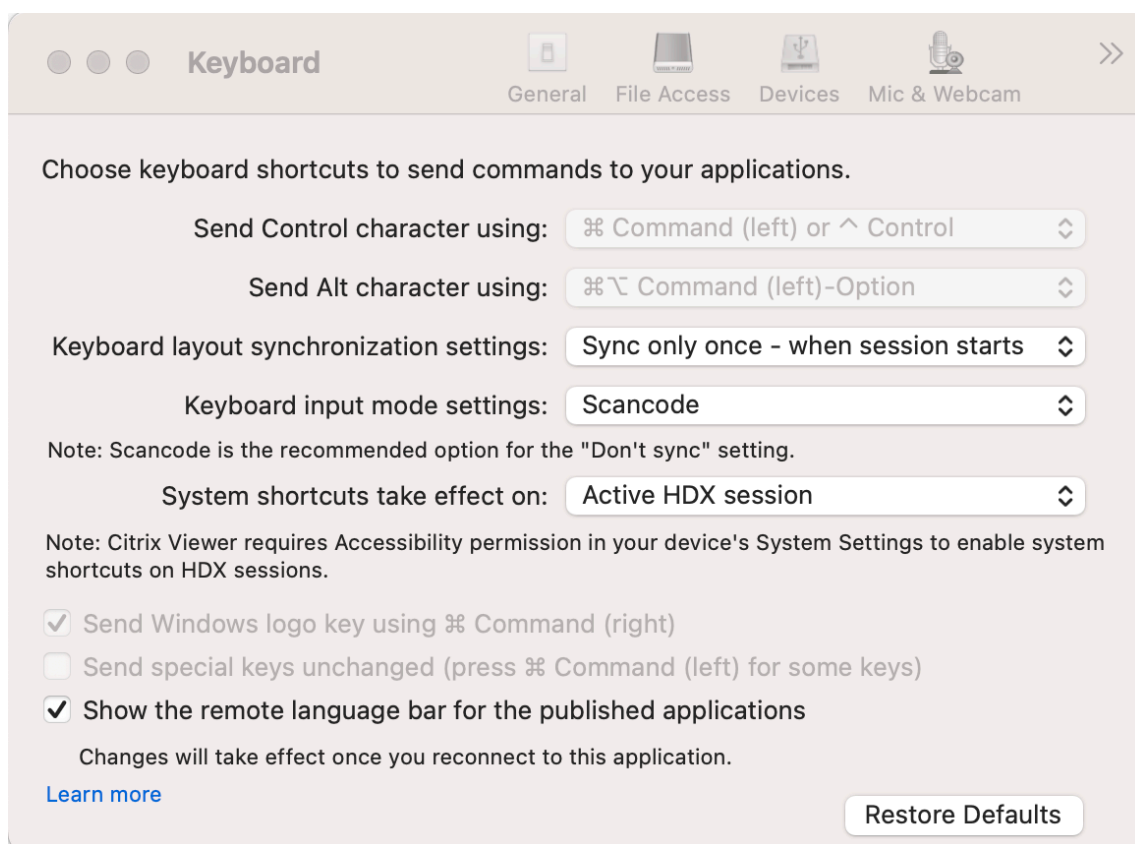 Keyboard
General File Access Devices Mic & Webcam
Choose keyboard shortcuts to send commands to your applications.
Send Control character using: ⌘ Command (left) or ^ Control
Send Alt character using: ⌘⌥ Command (left)-Option
Keyboard layout synchronization settings: Sync only once - when session starts
Keyboard input mode settings: Scancode
Note: Scancode is the recommended option for the "Don't sync" setting.
System shortcuts take effect on: Active HDX session
Note: Citrix Viewer requires Accessibility permission in your device's System Settings to enable system
shortcuts on HDX sessions.
Send Windows logo key using ⌘ Command (right)
Send special keys unchanged (press ⌘ Command (left) for some keys)
Show the remote language bar for the published applications
Changes will take effect once you reconnect to this application.
Learn more
Restore Defaults